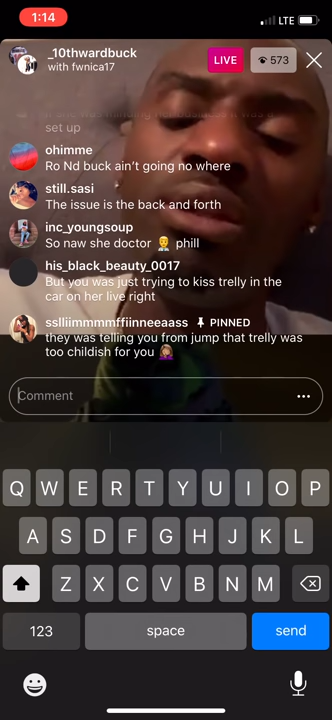 1:14
LTE
_10thwardbuck
with fwnica17
LIVE
573
set up
ohimme
Ro Nd buck ain’t going no where
still.sasi
The issue is the back and forth
inc_youngsoup
So naw she doctor 👨‍⚕️ phill
his_black_beauty_0017
But you was just trying to kiss trelly in the
car on her live right
ssslliimmmmffiinneeaass PINNED
they was telling you from jump that trelly was
too childish for you 🤦🏽‍♀️
Comment
Q W E R T Y U I O P
A S D F G H J K L
Z X C V B N M
123 space send